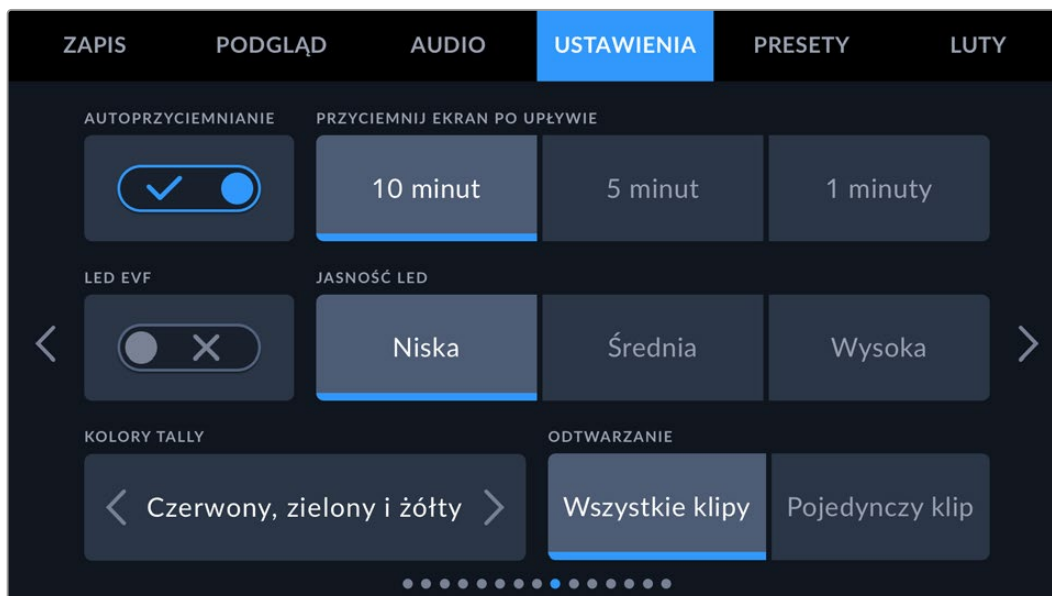 ZAPIS PODGLĄD AUDIO USTAWIENIA PRESETY LUTY
AUTOPRZYCIEMNIANIE PRZYCIEMNIJ EKRAN PO UPŁYWIE
10 minut 5 minut 1 minuty
LED EVF JASNOŚĆ LED
Niska Średnia Wysoka
KOLORY TALLY ODTWARZANIE
Czerwony, zielony i żółty Wszystkie klipy Pojedynczy klip